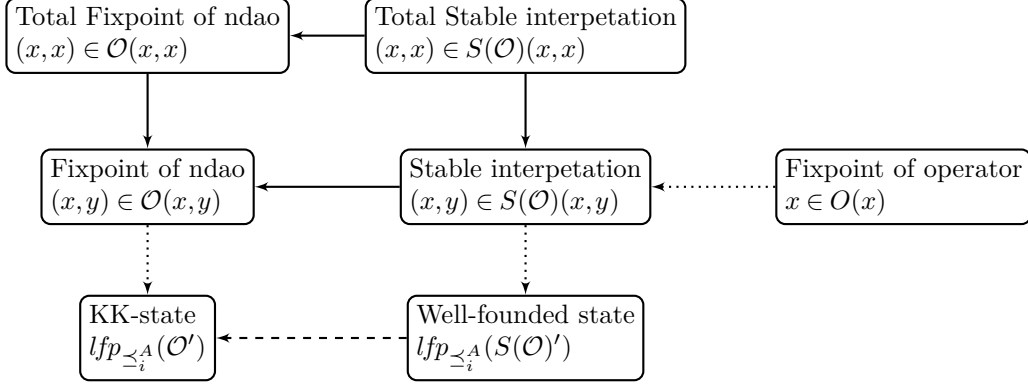 Total Fixpoint of ndao
(x, x) ∈ 𝒪(x, x)
Total Stable interpetation
(x, x) ∈ S(𝒪)(x, x)
Fixpoint of ndao
(x, y) ∈ 𝒪(x, y)
Stable interpetation
(x, y) ∈ S(𝒪)(x, y)
Fixpoint of operator
x ∈ O(x)
KK-state
lfp_{⪯_i^A}(𝒪′)
Well-founded state
lfp_{⪯_i^A}(S(𝒪)′)